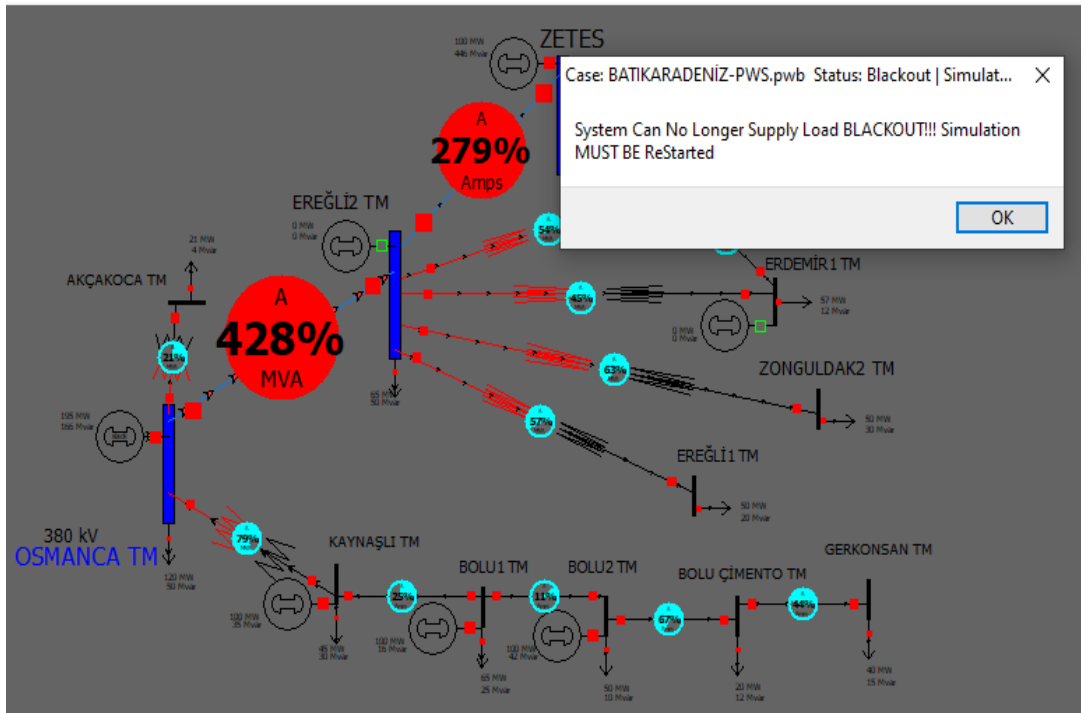 100 MW
446 Mvar
ZETES
Case: BATIKARADENİZ-PWS.pwb Status: Blackout | Simulat...
System Can No Longer Supply Load BLACKOUT!!! Simulation
MUST BE ReStarted
OK
A
279%
Amps
EREĞLİ2 TM
0 MW
0 Mvar
21 MW
4 Mvar
AKÇAKOCA TM
A
54%
ERDEMİR1 TM
A
45%
57 MW
12 Mvar
0 MW
0 Mvar
A
428%
MVA
A
21%
A
63%
ZONGULDAK2 TM
65 MW
50 Mvar
50 MW
30 Mvar
195 MW
166 Mvar
A
57%
EREĞLİ1 TM
50 MW
20 Mvar
380 kV
OSMANCA TM
A
79%
120 MW
50 Mvar
KAYNAŞLI TM
BOLU1 TM
BOLU2 TM
BOLU ÇİMENTO TM
GERKONSAN TM
A
25%
A
11%
A
67%
A
44%
100 MW
35 Mvar
100 MW
16 Mvar
100 MW
42 Mvar
45 MW
30 Mvar
65 MW
25 Mvar
50 MW
10 Mvar
20 MW
12 Mvar
40 MW
15 Mvar